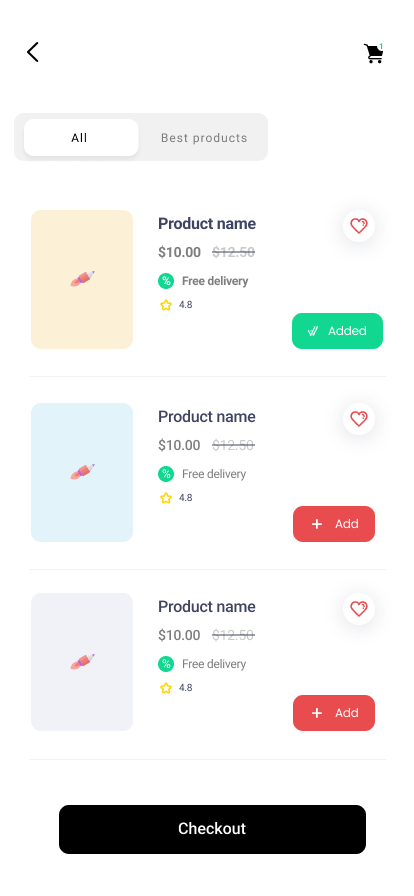 1
All
Best products
Product name
$10.00 $12.50
% Free delivery
4.8
Added
Product name
$10.00 $12.50
% Free delivery
4.8
+ Add
Product name
$10.00 $12.50
% Free delivery
4.8
+ Add
Checkout